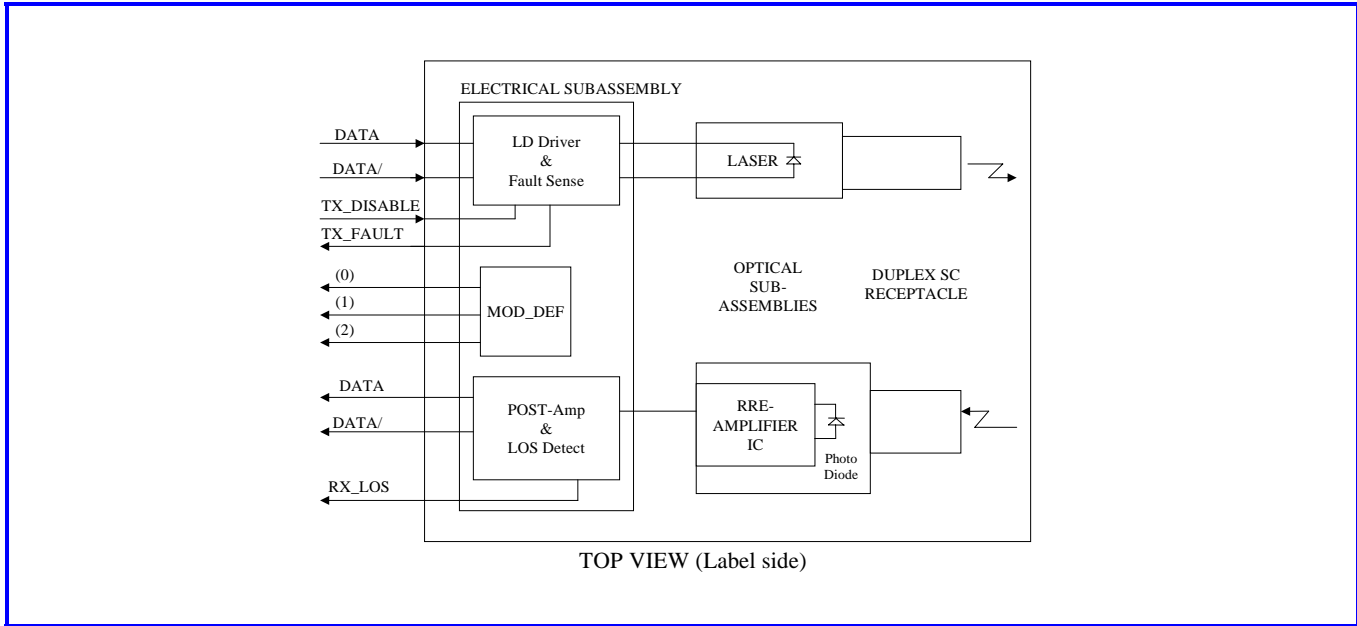 ELECTRICAL SUBASSEMBLY
DATA
DATA/
TX_DISABLE
TX_FAULT
LD Driver
&
Fault Sense
LASER
(0)
(1)
(2)
MOD_DEF
OPTICAL
SUB-
ASSEMBLIES
DUPLEX SC
RECEPTACLE
DATA
DATA/
RX_LOS
POST-Amp
&
LOS Detect
RRE-
AMPLIFIER
IC
Photo
Diode
TOP VIEW (Label side)